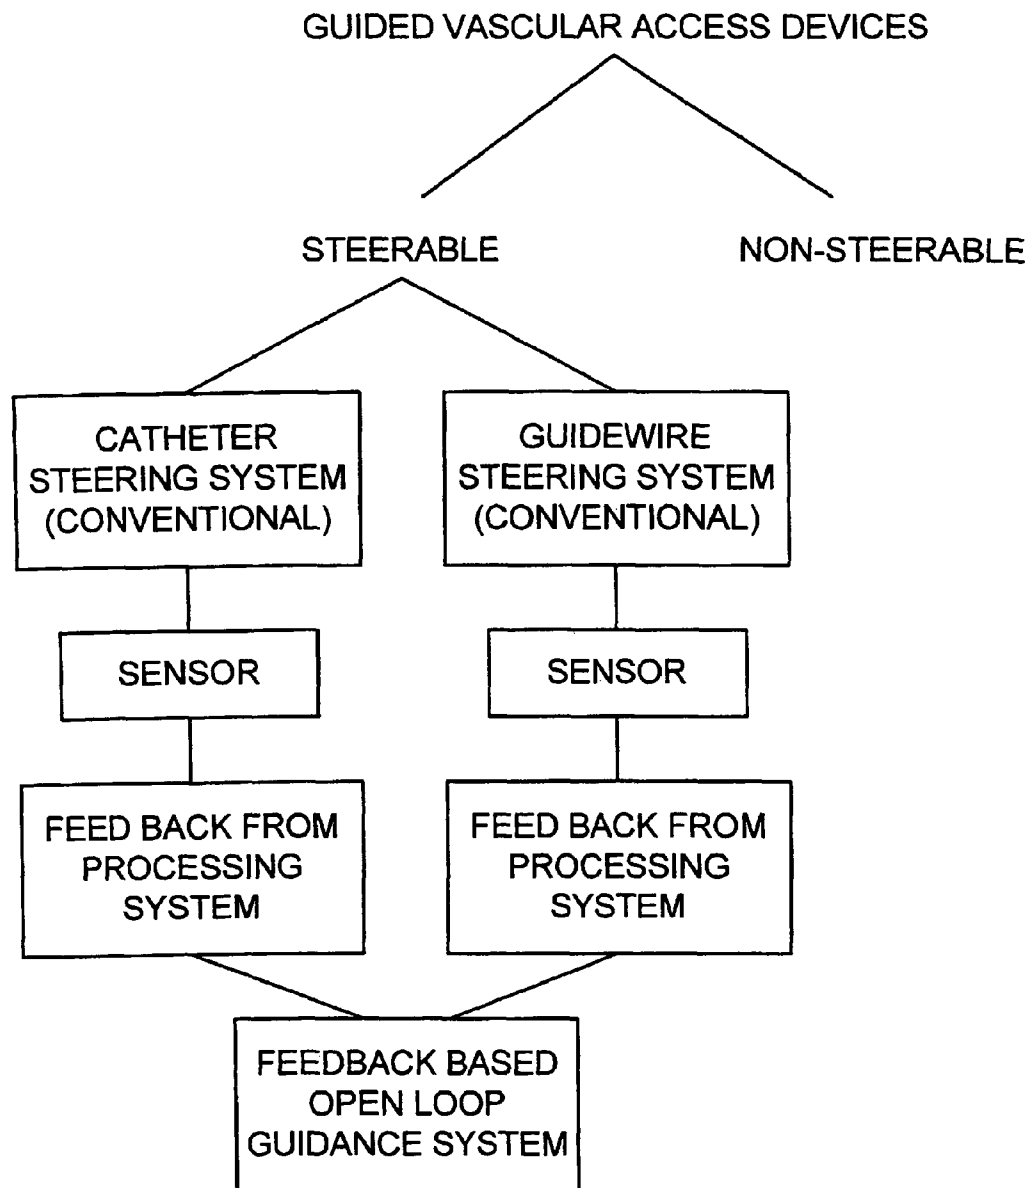 GUIDED VASCULAR ACCESS DEVICES
STEERABLE
NON-STEERABLE
CATHETER
STEERING SYSTEM
(CONVENTIONAL)
GUIDEWIRE
STEERING SYSTEM
(CONVENTIONAL)
SENSOR
SENSOR
FEED BACK FROM
PROCESSING
SYSTEM
FEED BACK FROM
PROCESSING
SYSTEM
FEEDBACK BASED
OPEN LOOP
GUIDANCE SYSTEM